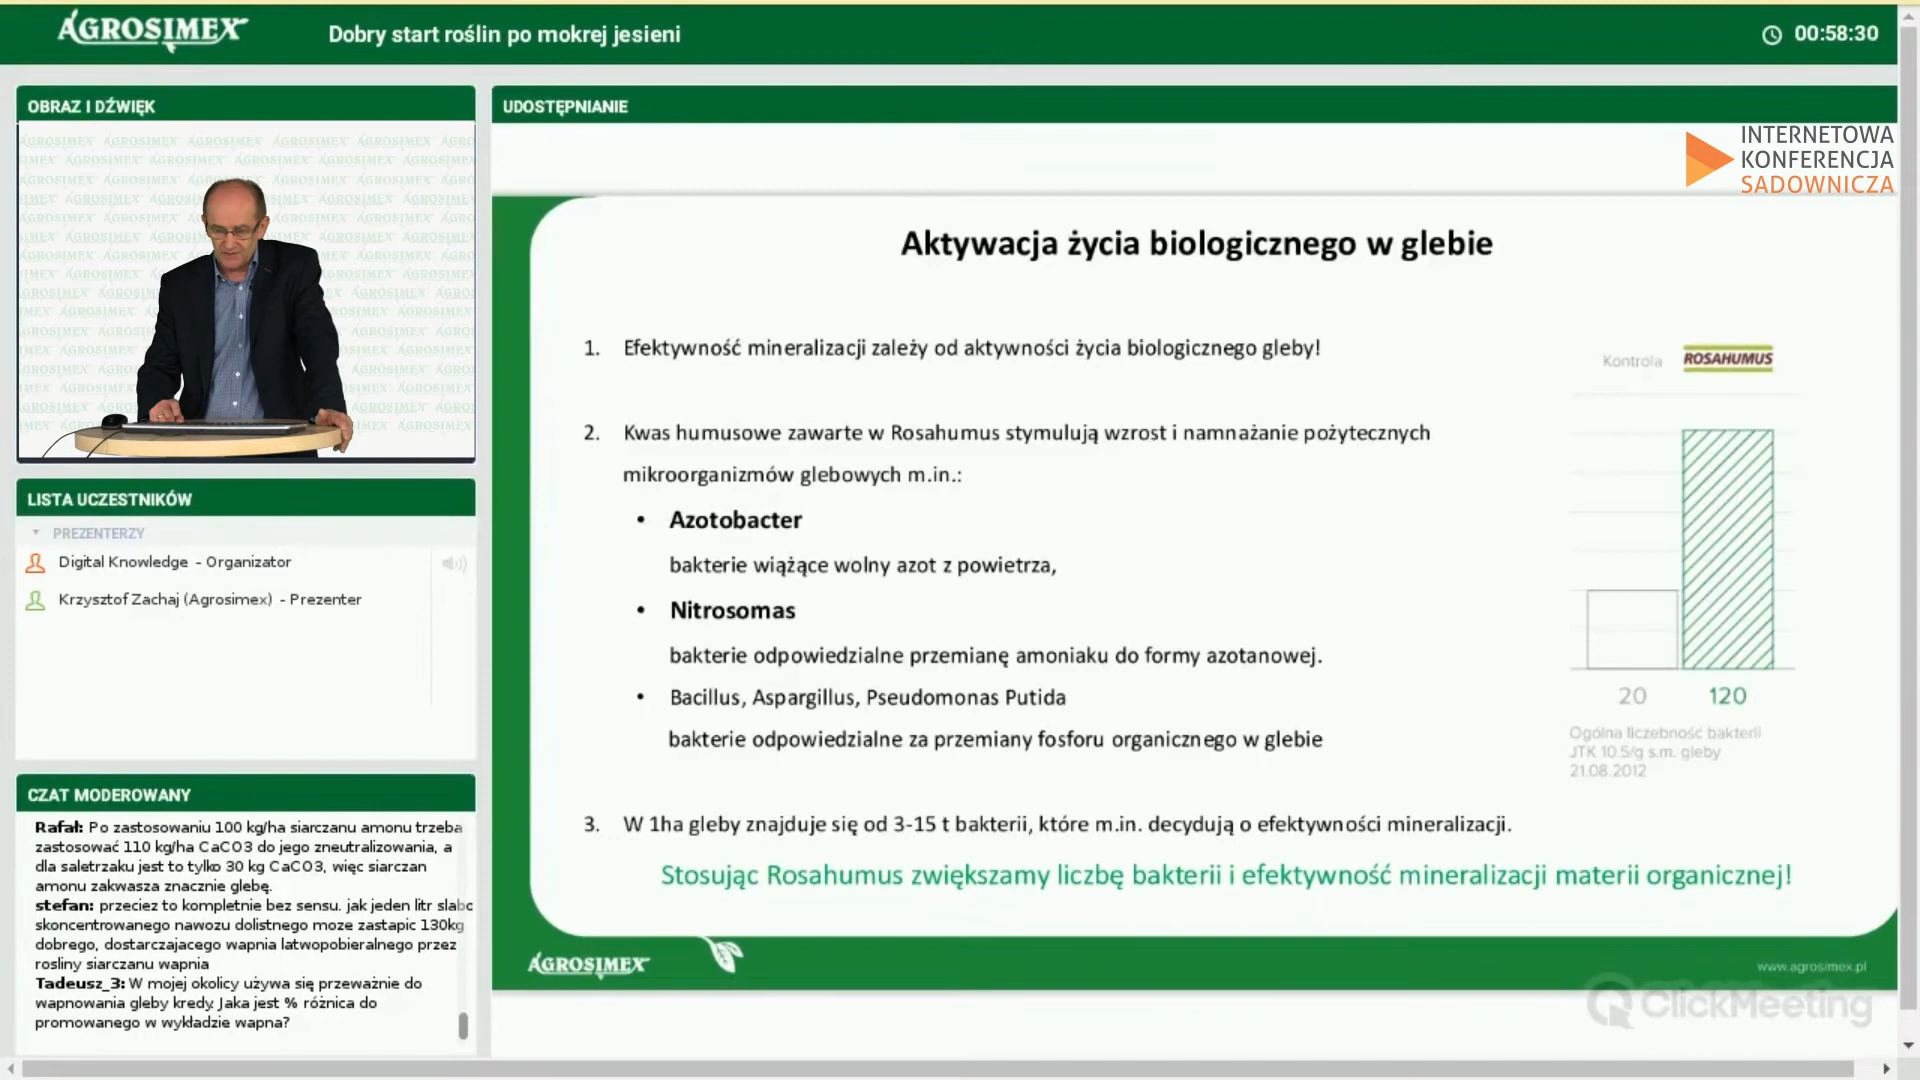 AGROSIMEX
Dobry start roślin po mokrej jesieni
00:58:30
OBRAZ I DŹWIĘK
LISTA UCZESTNIKÓW
PREZENTERZY
Digital Knowledge - Organizator
Krzysztof Zachaj (Agrosimex) - Prezenter
CZAT MODEROWANY
Rafał: Po zastosowaniu 100 kg/ha siarczanu amonu trzeba
zastosować 110 kg/ha CaCO3 do jego zneutralizowania, a
dla saletrzaku jest to tylko 30 kg CaCO3, więc siarczan
amonu zakwasza znacznie glebę.
stefan: przeciez to kompletnie bez sensu. jak jeden litr slabo
skoncentrowanego nawozu dolistnego moze zastapic 130kg
dobrego, dostarczajacego wapnia latwopobieralnego przez
rosliny siarczanu wapnia
Tadeusz_3: W mojej okolicy używa się przeważnie do
wapnowania gleby kredy. Jaka jest % różnica do
promowanego w wykładzie wapna?
UDOSTĘPNIANIE
INTERNETOWA
KONFERENCJA
SADOWNICZA
Aktywacja życia biologicznego w glebie
1. Efektywność mineralizacji zależy od aktywności życia biologicznego gleby!
2. Kwas humusowe zawarte w Rosahumus stymulują wzrost i namnażanie pożytecznych
mikroorganizmów glebowych m.in.:
• Azotobacter
bakterie wiążące wolny azot z powietrza,
• Nitrosomas
bakterie odpowiedzialne przemianę amoniaku do formy azotanowej.
• Bacillus, Aspargillus, Pseudomonas Putida
bakterie odpowiedzialne za przemiany fosforu organicznego w glebie
3. W 1ha gleby znajduje się od 3-15 t bakterii, które m.in. decydują o efektywności mineralizacji.
Stosując Rosahumus zwiększamy liczbę bakterii i efektywność mineralizacji materii organicznej!
Kontrola ROSAHUMUS
20 120
Ogólna liczebność bakterii
JTK 10.5/g s.m. gleby
21.08.2012
AGROSIMEX
www.agrosimex.pl
ClickMeeting